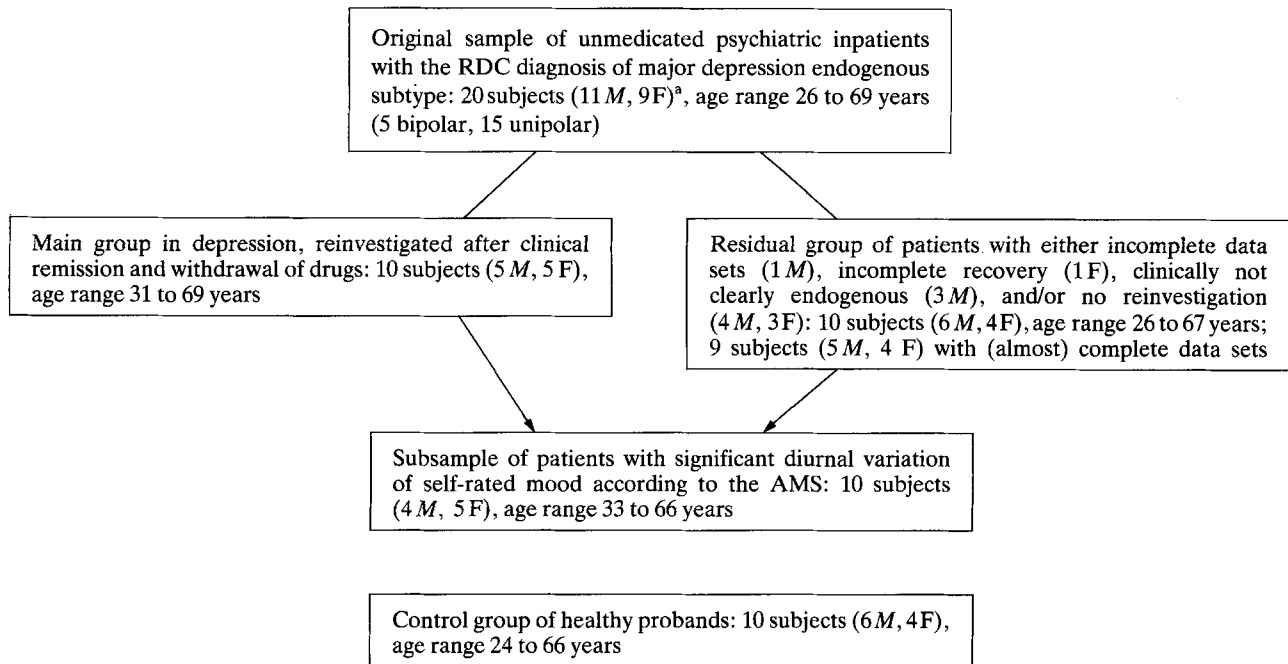 Original sample of unmedicated psychiatric inpatients
with the RDC diagnosis of major depression endogenous
subtype: 20 subjects (11 M, 9F)ᵃ, age range 26 to 69 years
(5 bipolar, 15 unipolar)
Main group in depression, reinvestigated after clinical
remission and withdrawal of drugs: 10 subjects (5 M, 5 F),
age range 31 to 69 years
Residual group of patients with either incomplete data
sets (1 M), incomplete recovery (1 F), clinically not
clearly endogenous (3 M), and/or no reinvestigation
(4 M, 3F): 10 subjects (6 M, 4 F), age range 26 to 67 years;
9 subjects (5 M, 4 F) with (almost) complete data sets
Subsample of patients with significant diurnal variation
of self-rated mood according to the AMS: 10 subjects
(4 M, 5 F), age range 33 to 66 years
Control group of healthy probands: 10 subjects (6 M, 4 F),
age range 24 to 66 years